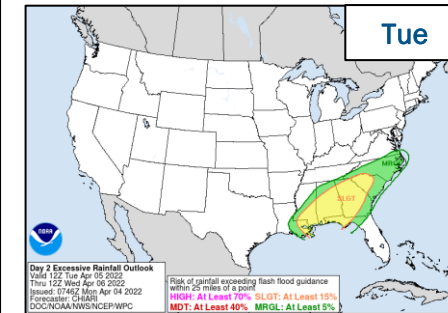 Tue
MRGL
SLGT
NOAA
Day 2 Excessive Rainfall Outlook
Valid 12Z Tue Apr 05 2022
Thru 12Z Wed Apr 06 2022
Issued: 0746Z Mon Apr 04 2022
Forecaster: CHIARI
DOC/NOAA/NWS/NCEP/WPC
Risk of rainfall exceeding flash flood guidance
within 25 miles of a point.
HIGH: At Least 70% SLGT: At Least 15%
MDT: At Least 40% MRGL: At Least 5%